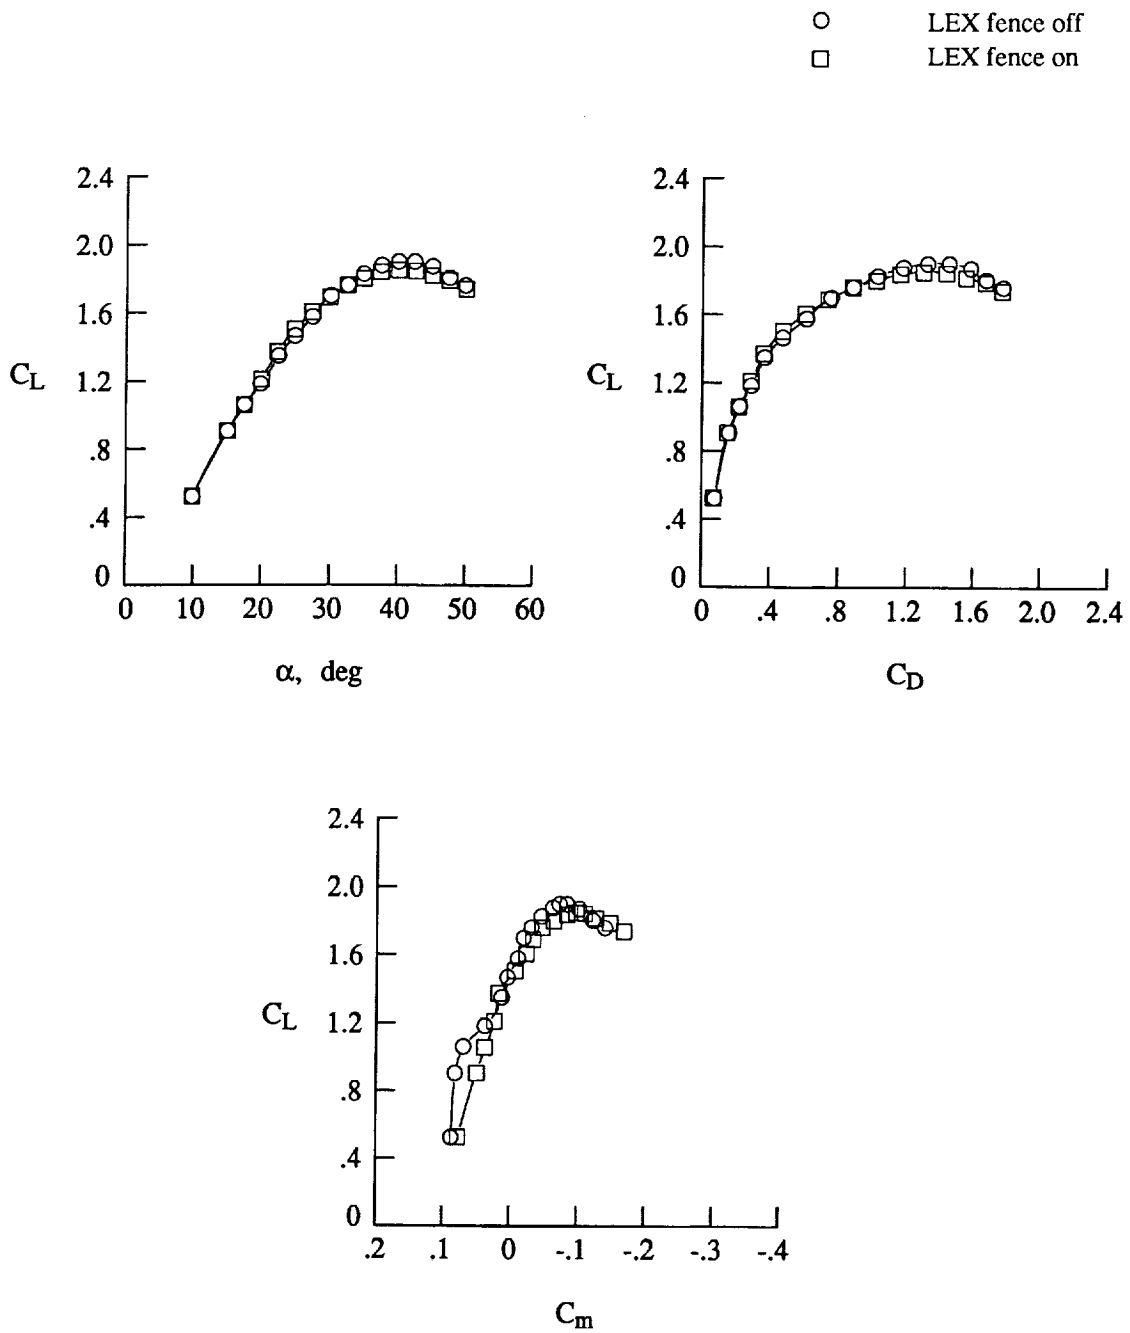 LEX fence off
LEX fence on
2.4
2.0
1.6
C_L
1.2
.8
.4
0
0 10 20 30 40 50 60
α, deg
2.4
2.0
1.6
C_L
1.2
.8
.4
0
0 .4 .8 1.2 1.6 2.0 2.4
C_D
2.4
2.0
1.6
C_L
1.2
.8
.4
0
.2 .1 0 -.1 -.2 -.3 -.4
C_m